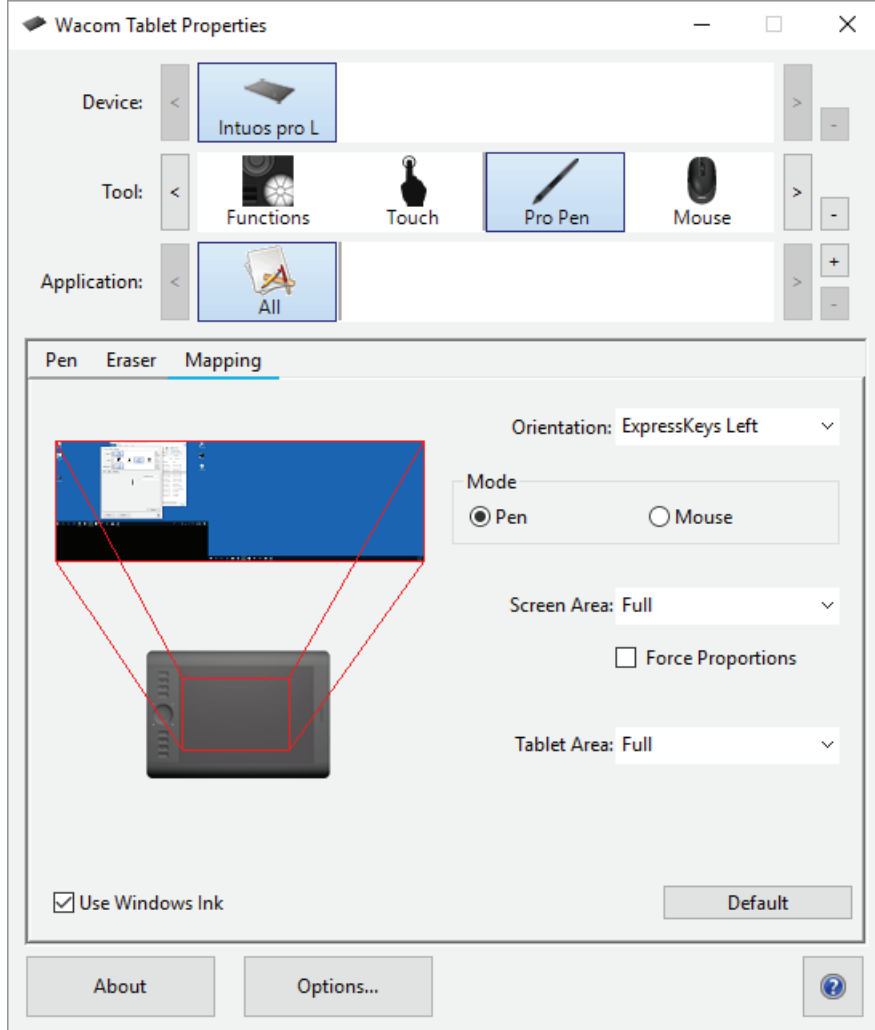 Wacom Tablet Properties
Device:
<
Intuos pro L
>
-
Tool:
<
Functions
Touch
Pro Pen
Mouse
>
-
Application:
<
All
>
+
-
Pen Eraser Mapping
Orientation: ExpressKeys Left
Mode
Pen Mouse
Screen Area: Full
Force Proportions
Tablet Area: Full
Use Windows Ink
Default
About Options... ?